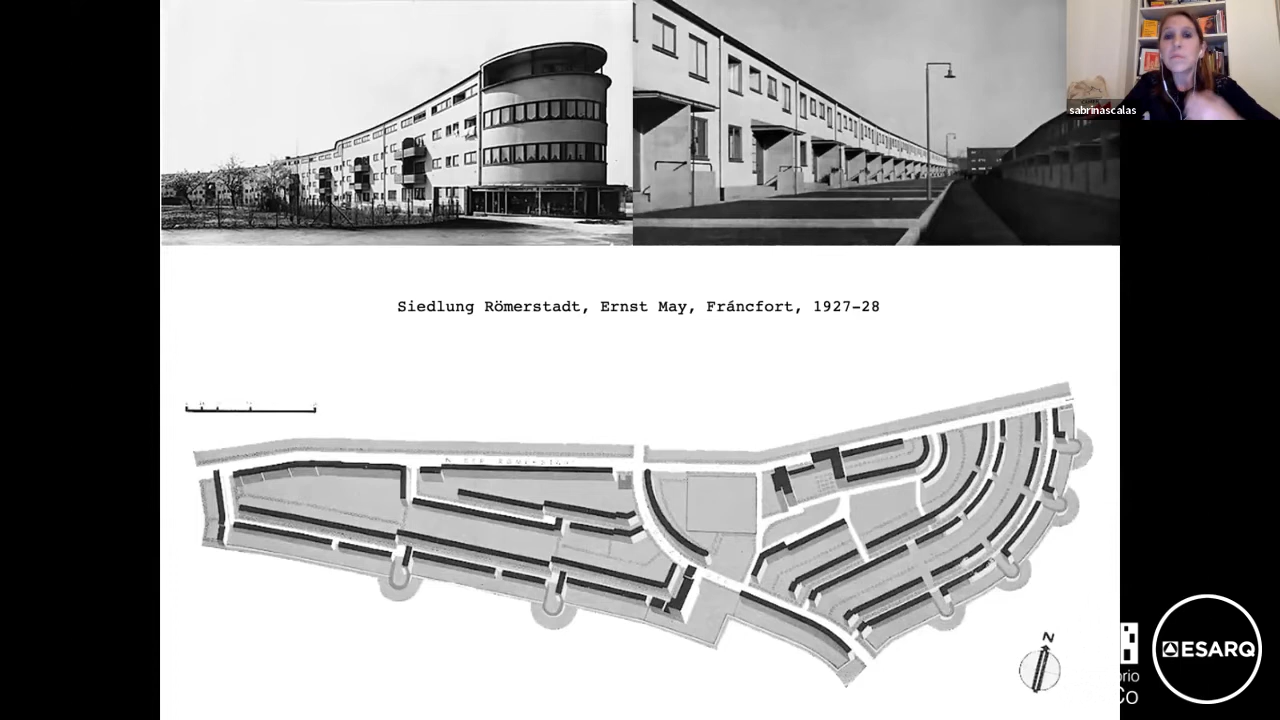 sabrinascalas
Siedlung Römerstadt, Ernst May, Fráncfort, 1927-28
N
ESARQ